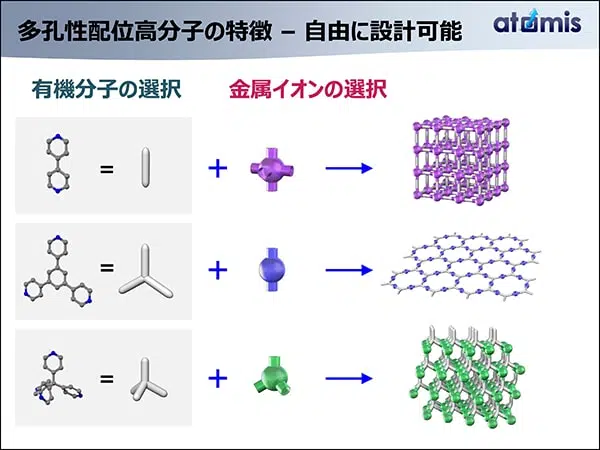 多孔性配位高分子の特徴 − 自由に設計可能
atomis
有機分子の選択
金属イオンの選択
= +
= +
= +